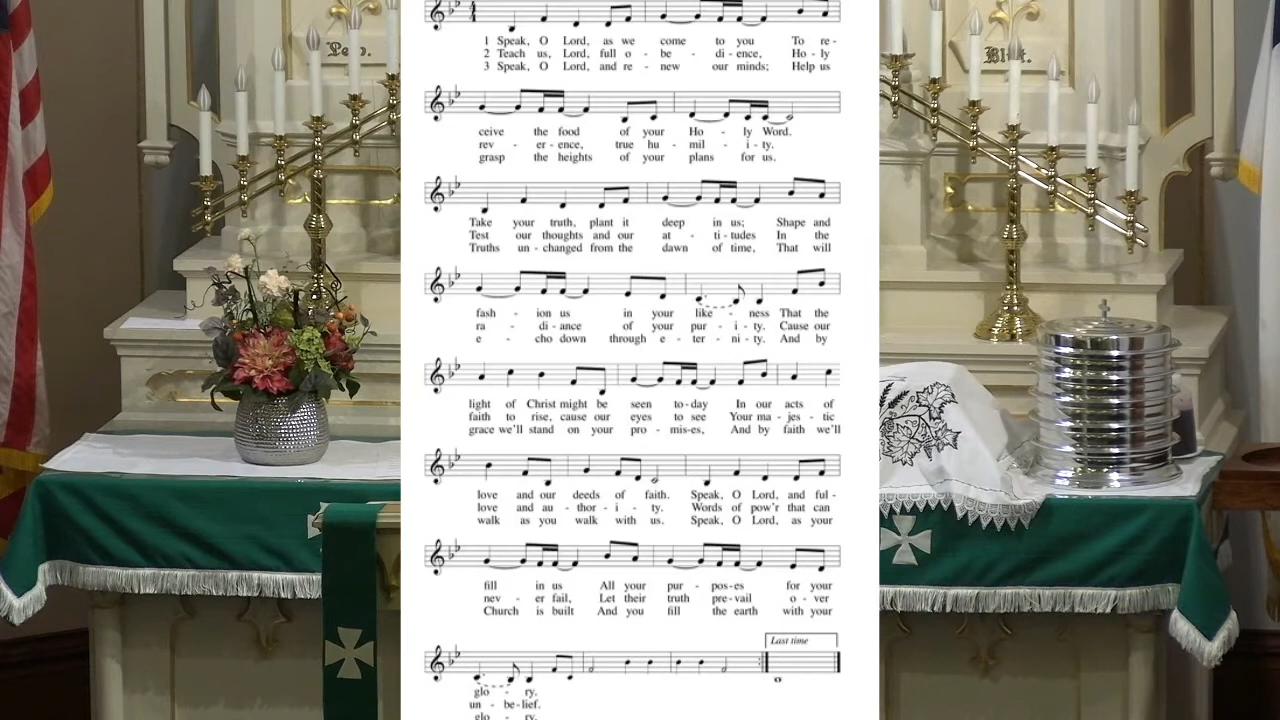 1 Speak, O Lord, as we come to you To re -
2 Teach us, Lord, full o - be - di - ence, Ho - ly
3 Speak, O Lord, and re - new our minds; Help us
ceive the food of your Ho - ly Word.
rev - er - ence, true hu - mil - i - ty.
grasp the heights of your plans for us.
Take your truth, plant it deep in us; Shape and
Test our thoughts and our at - ti - tudes In the
Truths un - changed from the dawn of time, That will
fash - ion us in your like - ness That the
ra - di - ance of your pur - i - ty. Cause our
e - cho down through e - ter - ni - ty. And by
light of Christ might be seen to - day In our acts of
faith to rise, cause our eyes to see Your ma - jes - tic
grace we'll stand on your pro - mis - es, And by faith we'll
love and our deeds of faith. Speak, O Lord, and ful -
love and au - thor - i - ty. Words of pow'r that can
walk as you walk with us. Speak, O Lord, as your
fill in us All your pur - pos - es for your
nev - er fail, Let their truth pre - vail o - ver
Church is built And you fill the earth with your
Last time
glo - ry.
un - be - lief.
glo - ry.